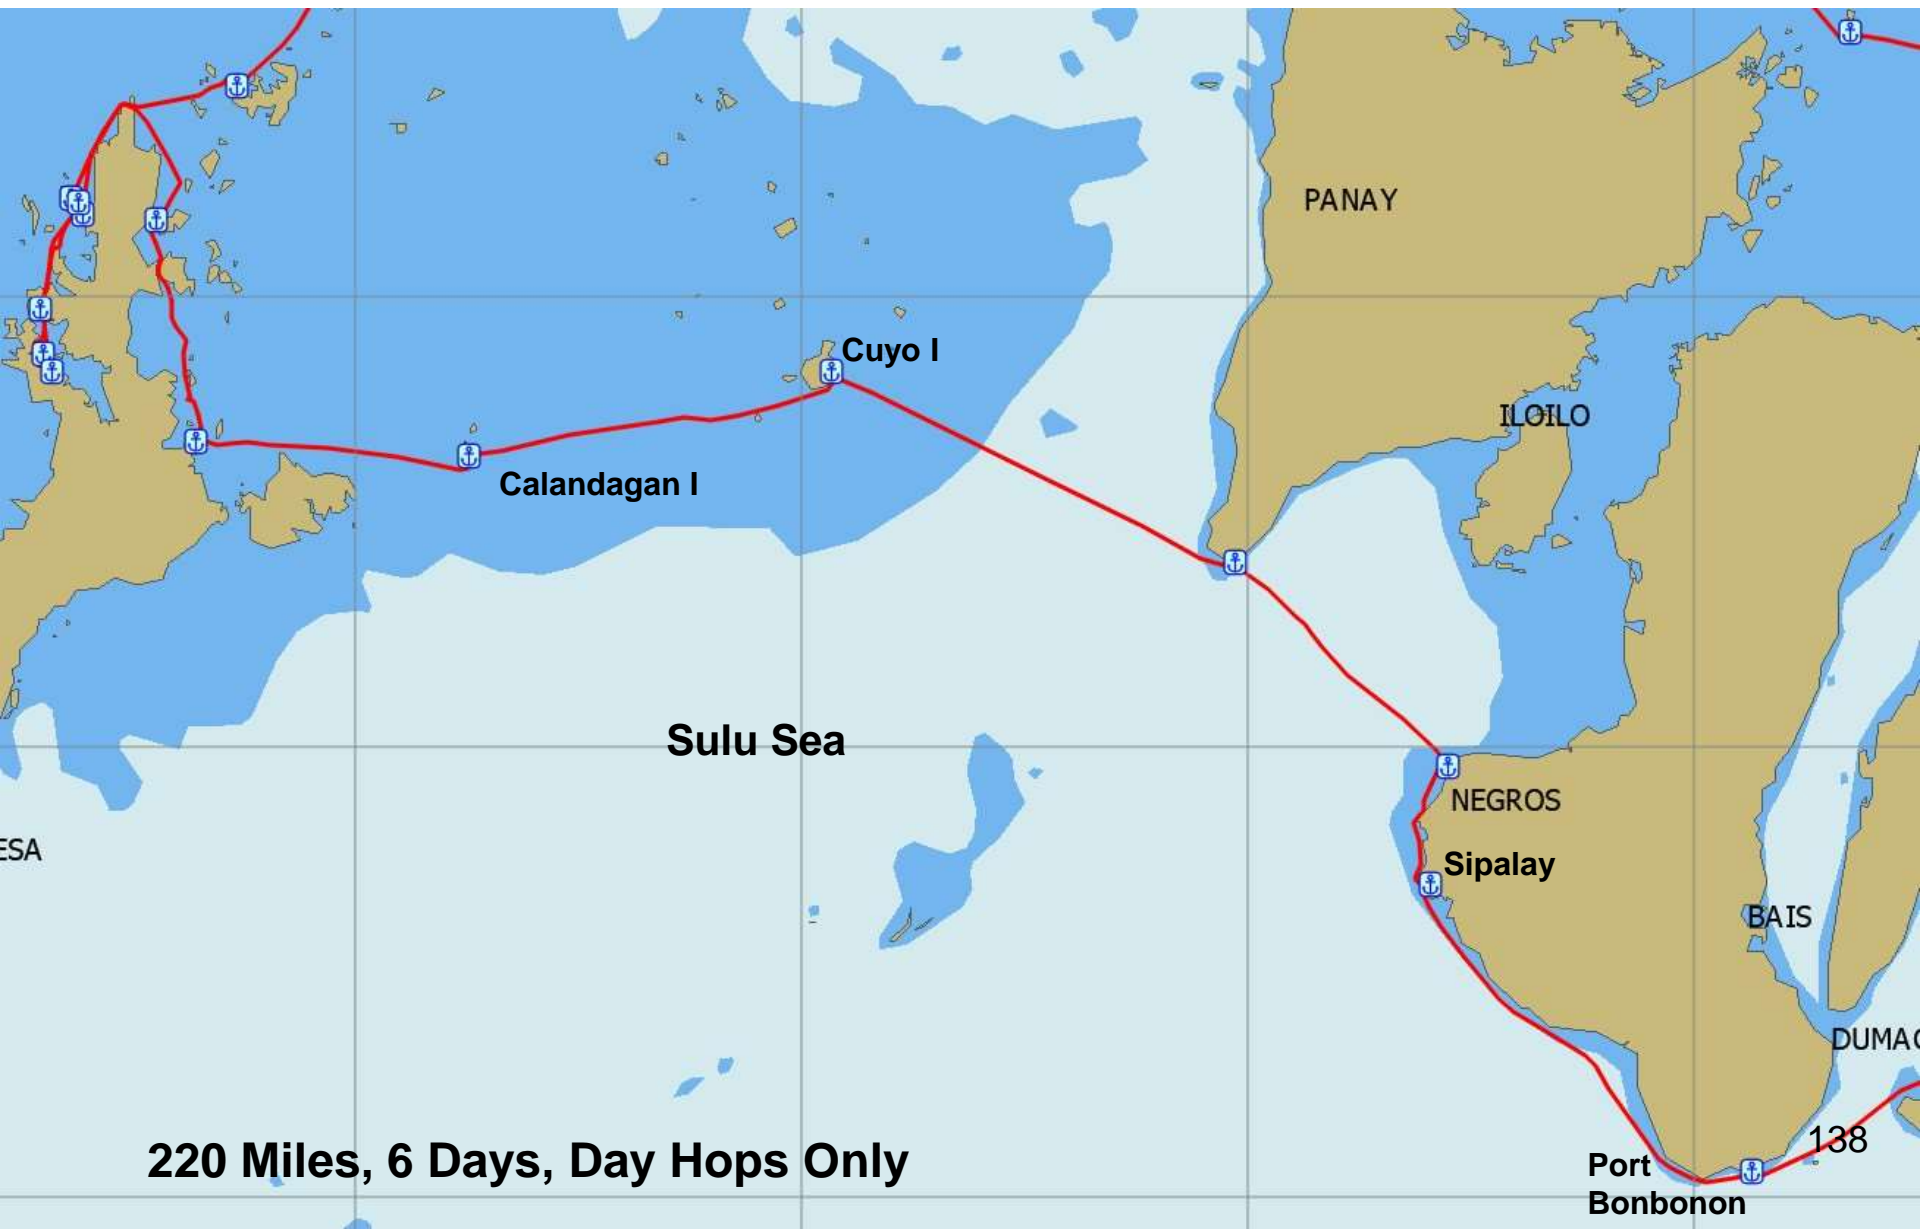 PANAY
Cuyo I
ILOILO
Calandagan I
Sulu Sea
NEGROS
ESA
Sipalay
BAIS
DUMAG
138
220 Miles, 6 Days, Day Hops Only
Port
Bonbonon